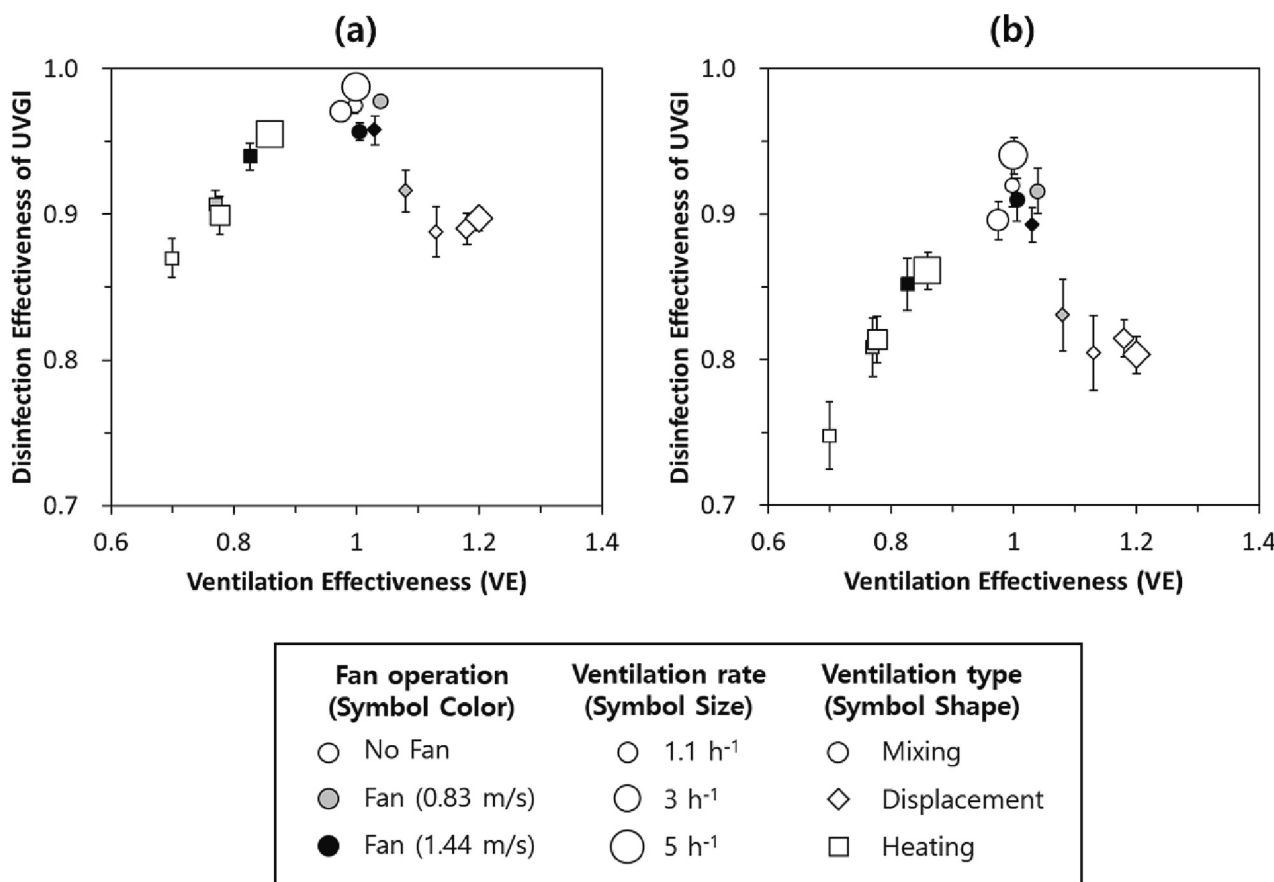 (a)
Disinfection Effectiveness of UVGI
1.0
0.9
0.8
0.7
0.6
0.8
1
1.2
1.4
Ventilation Effectiveness (VE)
(b)
Disinfection Effectiveness of UVGI
1.0
0.9
0.8
0.7
0.6
0.8
1
1.2
1.4
Ventilation Effectiveness (VE)
Fan operation
(Symbol Color)
No Fan
Fan (0.83 m/s)
Fan (1.44 m/s)
Ventilation rate
(Symbol Size)
1.1 h⁻¹
3 h⁻¹
5 h⁻¹
Ventilation type
(Symbol Shape)
Mixing
Displacement
Heating